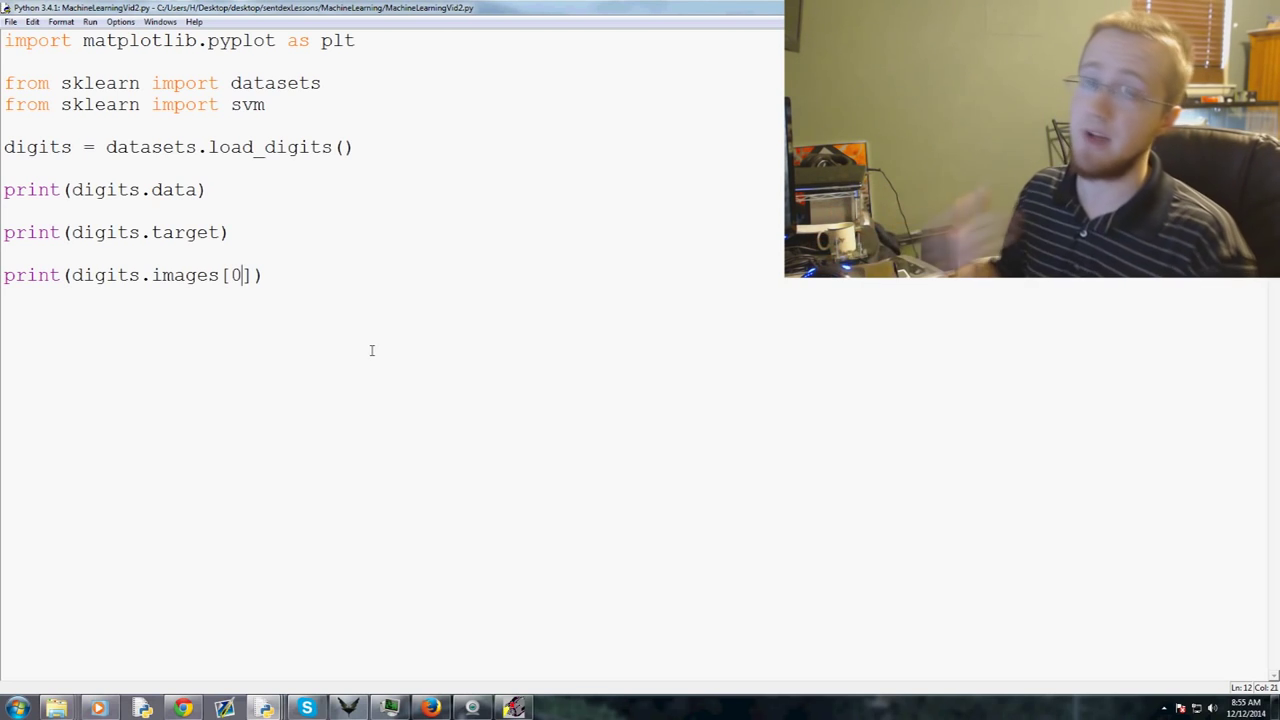 Python 3.4.1: MachineLearningVid2.py - C:/Users/H/Desktop/desktop/sentdexLessons/MachineLearning/MachineLearningVid2.py
File Edit Format Run Options Windows Help
import matplotlib.pyplot as plt
from sklearn import datasets
from sklearn import svm
digits = datasets.load_digits()
print(digits.data)
print(digits.target)
print(digits.images[0])
Ln: 12 Col: 21
8:55 AM
12/12/2014